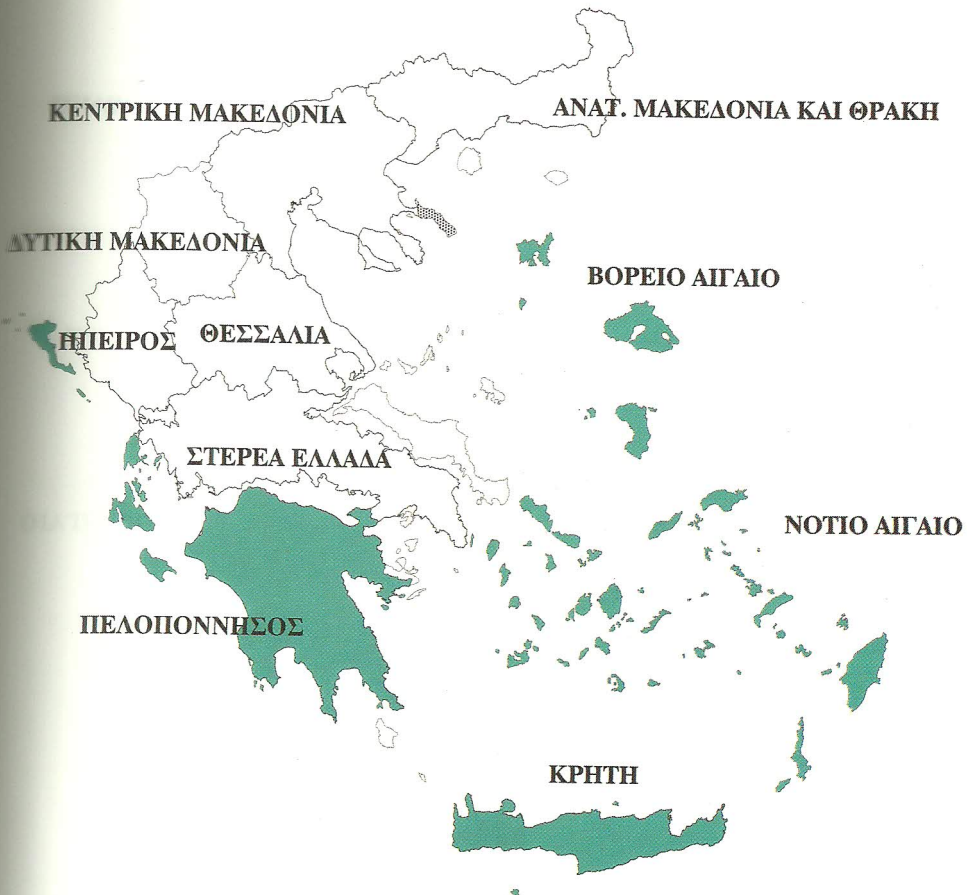 ΚΕΝΤΡΙΚΗ ΜΑΚΕΔΟΝΙΑ
ΑΝΑΤ. ΜΑΚΕΔΟΝΙΑ ΚΑΙ ΘΡΑΚΗ
ΔΥΤΙΚΗ ΜΑΚΕΔΟΝΙΑ
ΒΟΡΕΙΟ ΑΙΓΑΙΟ
ΗΠΕΙΡΟΣ
ΘΕΣΣΑΛΙΑ
ΣΤΕΡΕΑ ΕΛΛΑΔΑ
ΝΟΤΙΟ ΑΙΓΑΙΟ
ΠΕΛΟΠΟΝΝΗΣΟΣ
ΚΡΗΤΗ